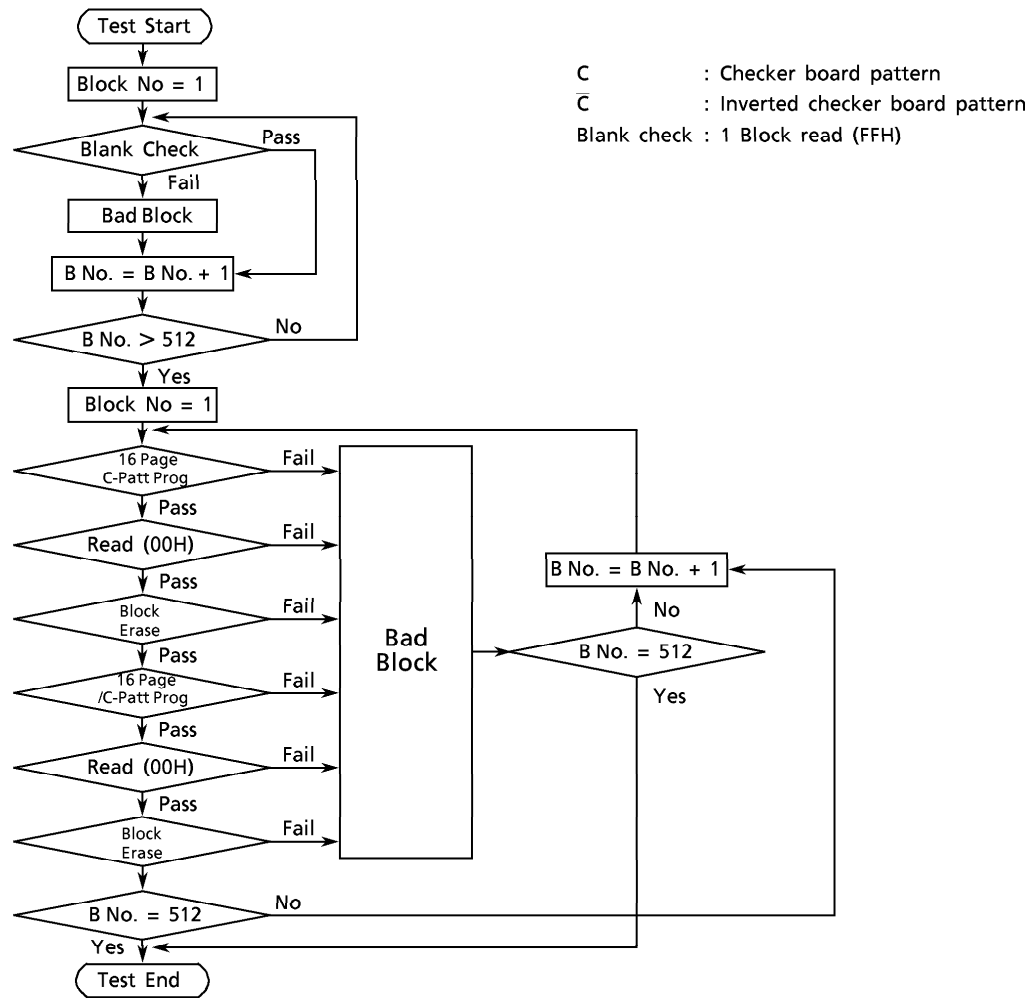 Test Start
Block No = 1
Blank Check
Pass
Fail
Bad Block
B No. = B No. + 1
B No. > 512
No
Yes
Block No = 1
16 Page
C-Patt Prog
Fail
Pass
Read (00H)
Fail
Pass
Block
Erase
Fail
Pass
16 Page
/C-Patt Prog
Fail
Pass
Read (00H)
Fail
Pass
Block
Erase
Fail
B No. = 512
No
Yes
Test End
Bad
Block
B No. = B No. + 1
No
B No. = 512
Yes
C : Checker board pattern
C̅ : Inverted checker board pattern
Blank check : 1 Block read (FFH)